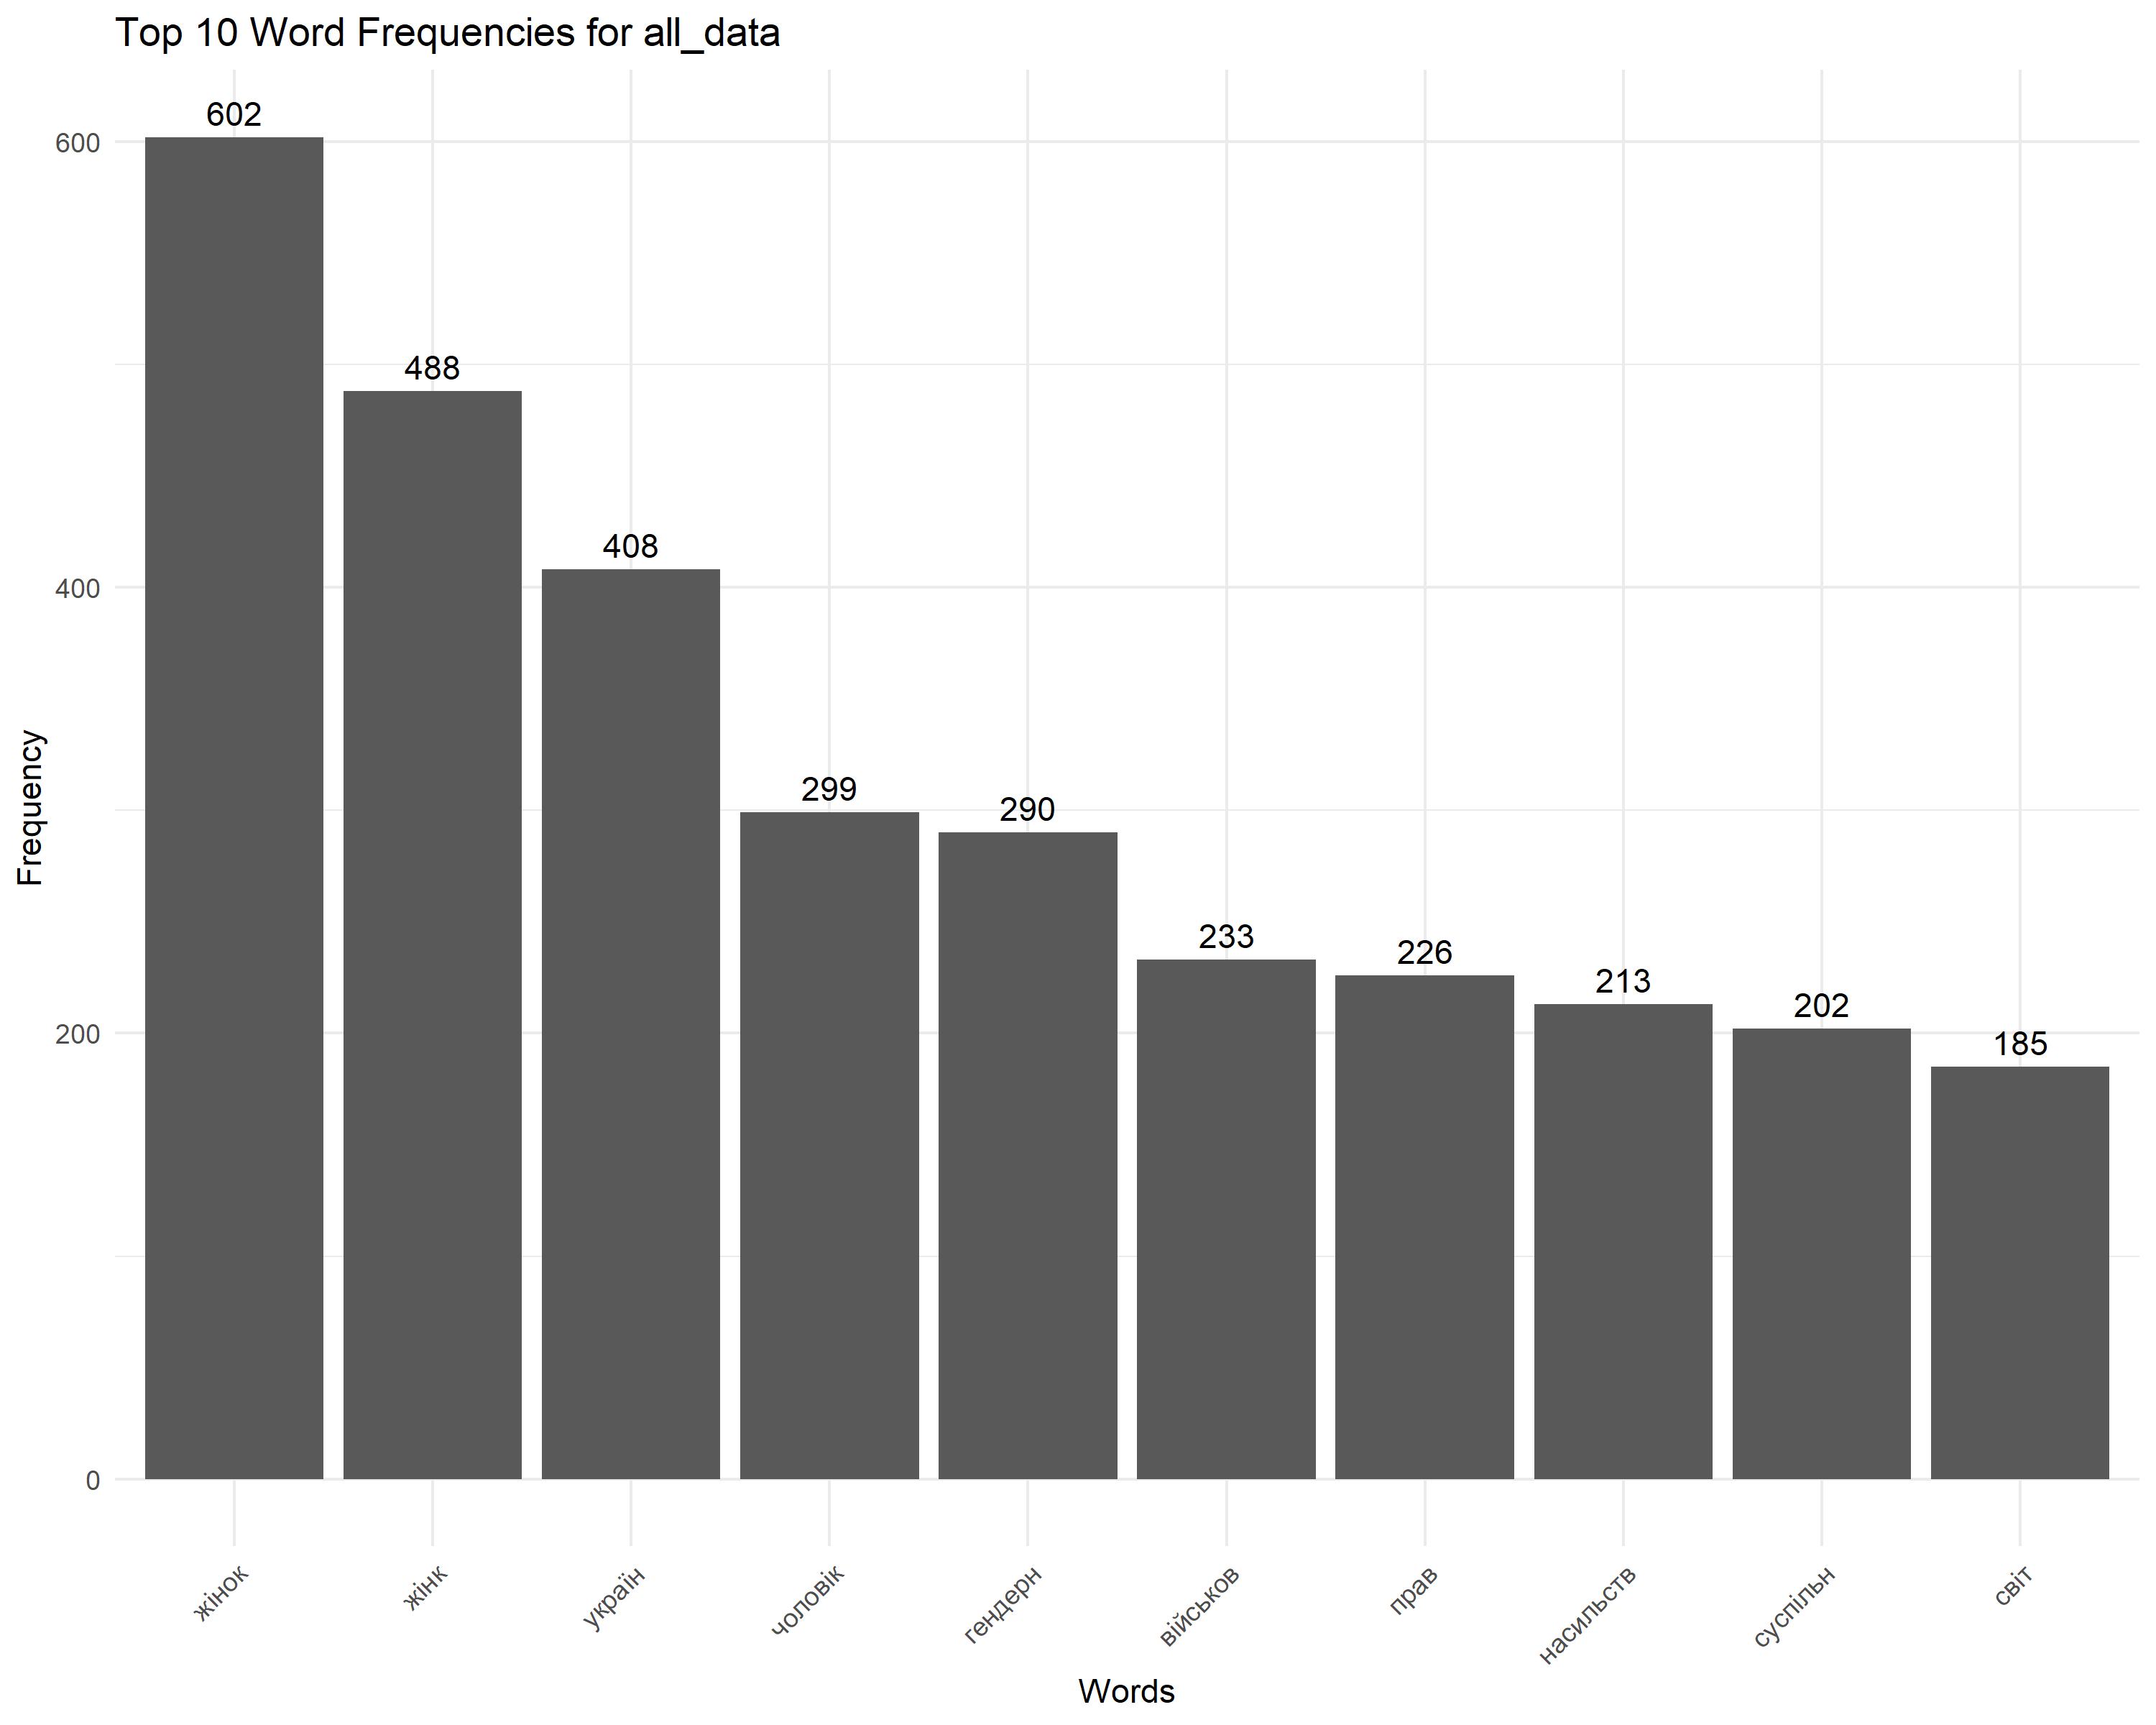 Top 10 Word Frequencies for all_data
602
600
488
408
400
299
290
233
226
213
202
200
185
0
Frequency
жінок
жінк
україн
чоловік
гендерн
військов
прав
насильств
суспільн
світ
Words